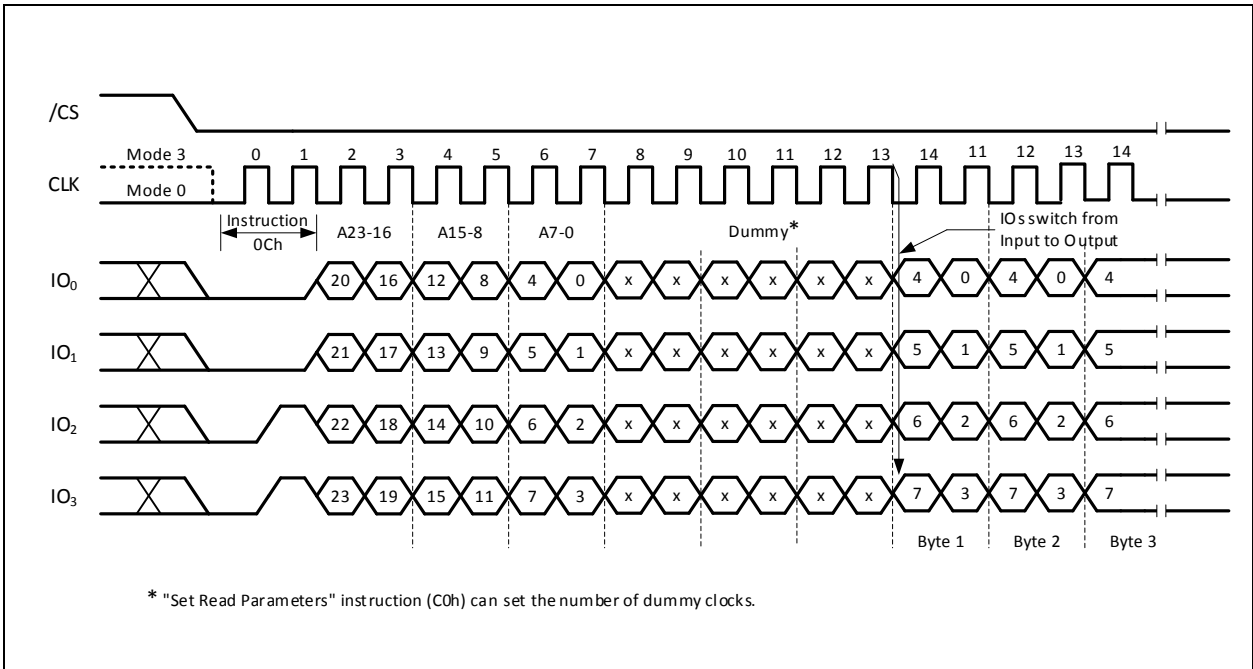 /CS
Mode 3 0 1 2 3 4 5 6 7 8 9 10 11 12 13 14 11 12 13 14
CLK
Mode 0
Instruction A23-16 A15-8 A7-0 Dummy* IOs switch from
0Ch Input to Output
IO0 20 16 12 8 4 0 x x x x x x 4 0 4 0 4
IO1 21 17 13 9 5 1 x x x x x x 5 1 5 1 5
IO2 22 18 14 10 6 2 x x x x x x 6 2 6 2 6
IO3 23 19 15 11 7 3 x x x x x x 7 3 7 3 7
Byte 1 Byte 2 Byte 3
* "Set Read Parameters" instruction (C0h) can set the number of dummy clocks.